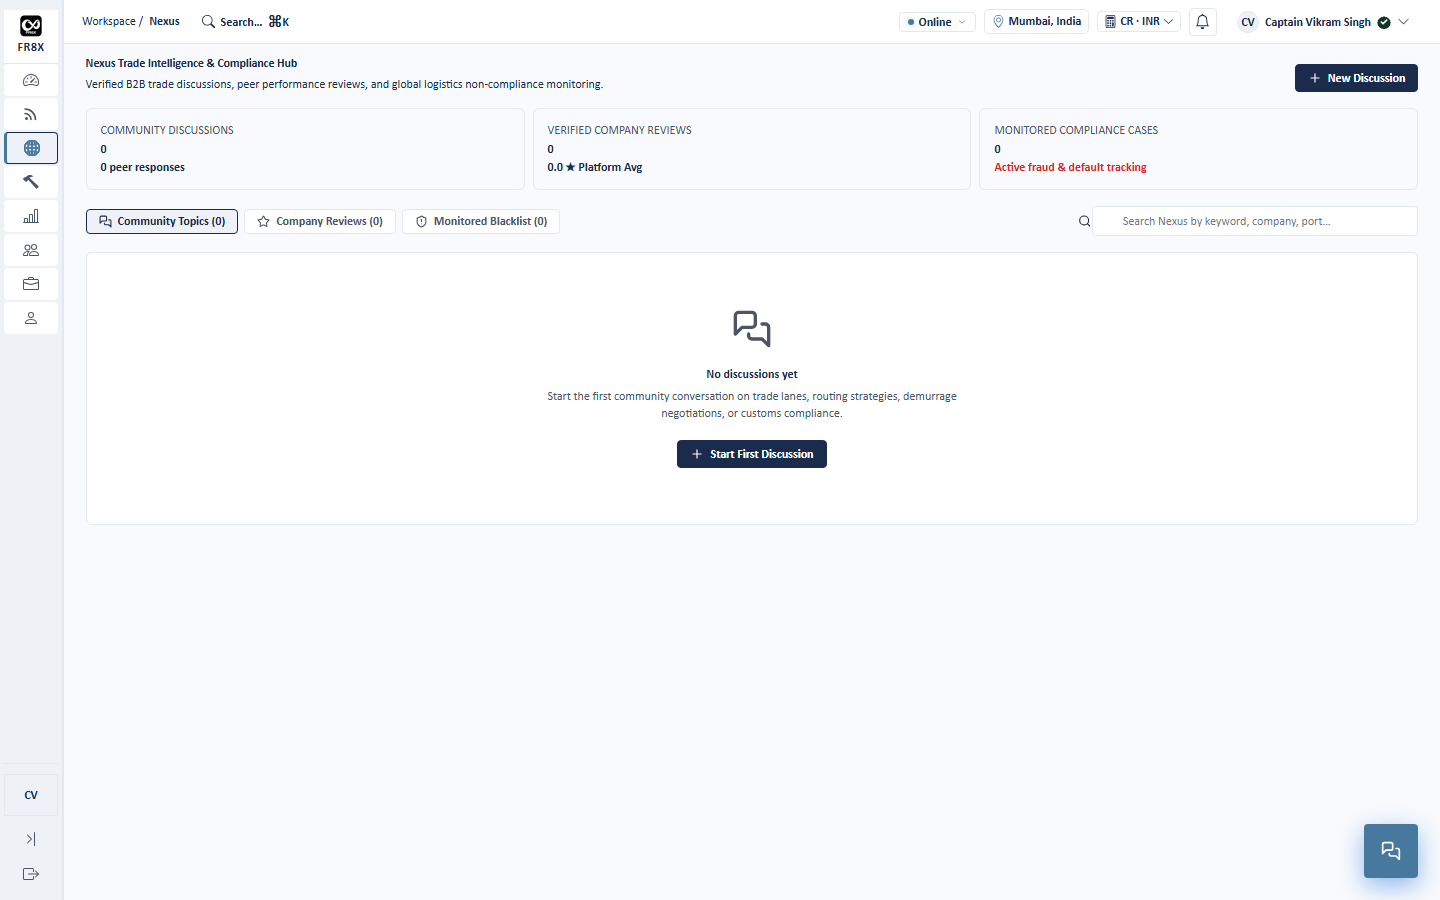 FR8X
FR8X
Workspace / Nexus
Search... ⌘K
Online
Mumbai, India
CR · INR
CV
Captain Vikram Singh
Nexus Trade Intelligence & Compliance Hub
Verified B2B trade discussions, peer performance reviews, and global logistics non-compliance monitoring.
+ New Discussion
COMMUNITY DISCUSSIONS
0
0 peer responses
VERIFIED COMPANY REVIEWS
0
0.0 ★ Platform Avg
MONITORED COMPLIANCE CASES
0
Active fraud & default tracking
Community Topics (0)
Company Reviews (0)
Monitored Blacklist (0)
Search Nexus by keyword, company, port...
No discussions yet
Start the first community conversation on trade lanes, routing strategies, demurrage
negotiations, or customs compliance.
+ Start First Discussion
CV